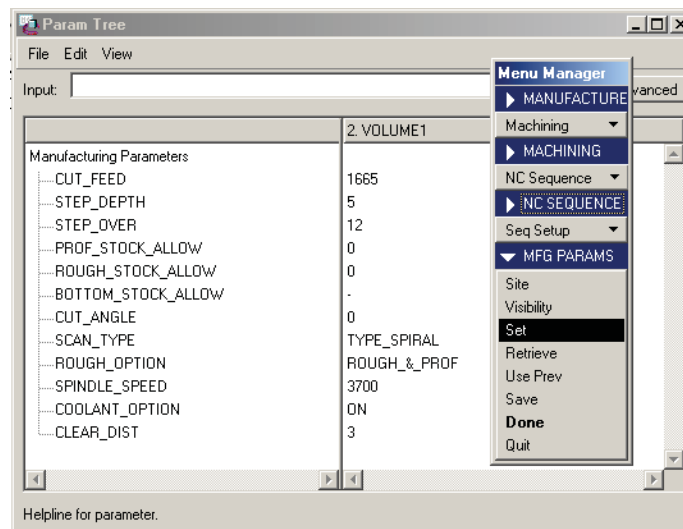 Param Tree
File Edit View
Input:
vanced
2. VOLUME1
Manufacturing Parameters
CUT_FEED 1665
STEP_DEPTH 5
STEP_OVER 12
PROF_STOCK_ALLOW 0
ROUGH_STOCK_ALLOW 0
BOTTOM_STOCK_ALLOW -
CUT_ANGLE 0
SCAN_TYPE TYPE_SPIRAL
ROUGH_OPTION ROUGH_&_PROF
SPINDLE_SPEED 3700
COOLANT_OPTION ON
CLEAR_DIST 3
Helpline for parameter.
Menu Manager
MANUFACTURE
Machining
MACHINING
NC Sequence
NC SEQUENCE
Seq Setup
MFG PARAMS
Site
Visibility
Set
Retrieve
Use Prev
Save
Done
Quit